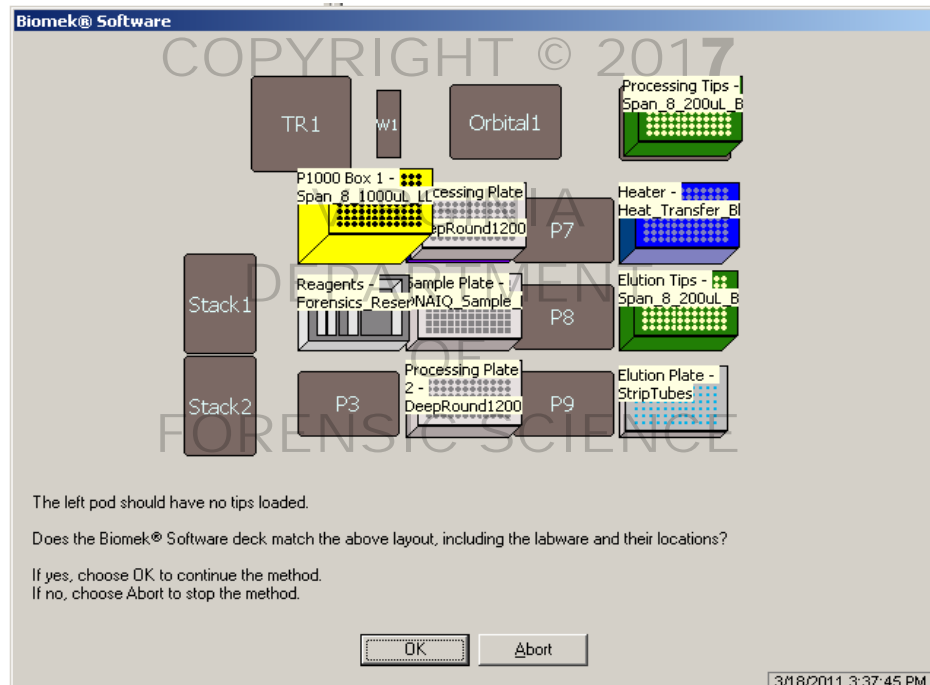 Biomek® Software
COPYRIGHT © 2017
Processing Tips -
Span_8_200uL_B
TR1
W1
Orbital1
P1000 Box 1 -
Span_8_1000uL_LL
cessing Plate
epRound1200
VIRGINIA
P7
Heater -
Heat_Transfer_Bl
DEPARTMENT
Stack1
Reagents -
Forensics_Reser
Sample Plate -
DNAIQ_Sample_
P8
Elution Tips -
Span_8_200uL_B
OF
Stack2
P3
Processing Plate
2 -
DeepRound1200
P9
Elution Plate -
StripTubes
FORENSIC SCIENCE
The left pod should have no tips loaded.
Does the Biomek® Software deck match the above layout, including the labware and their locations?
If yes, choose OK to continue the method.
If no, choose Abort to stop the method.
OK
Abort
3/18/2011 3:37:45 PM